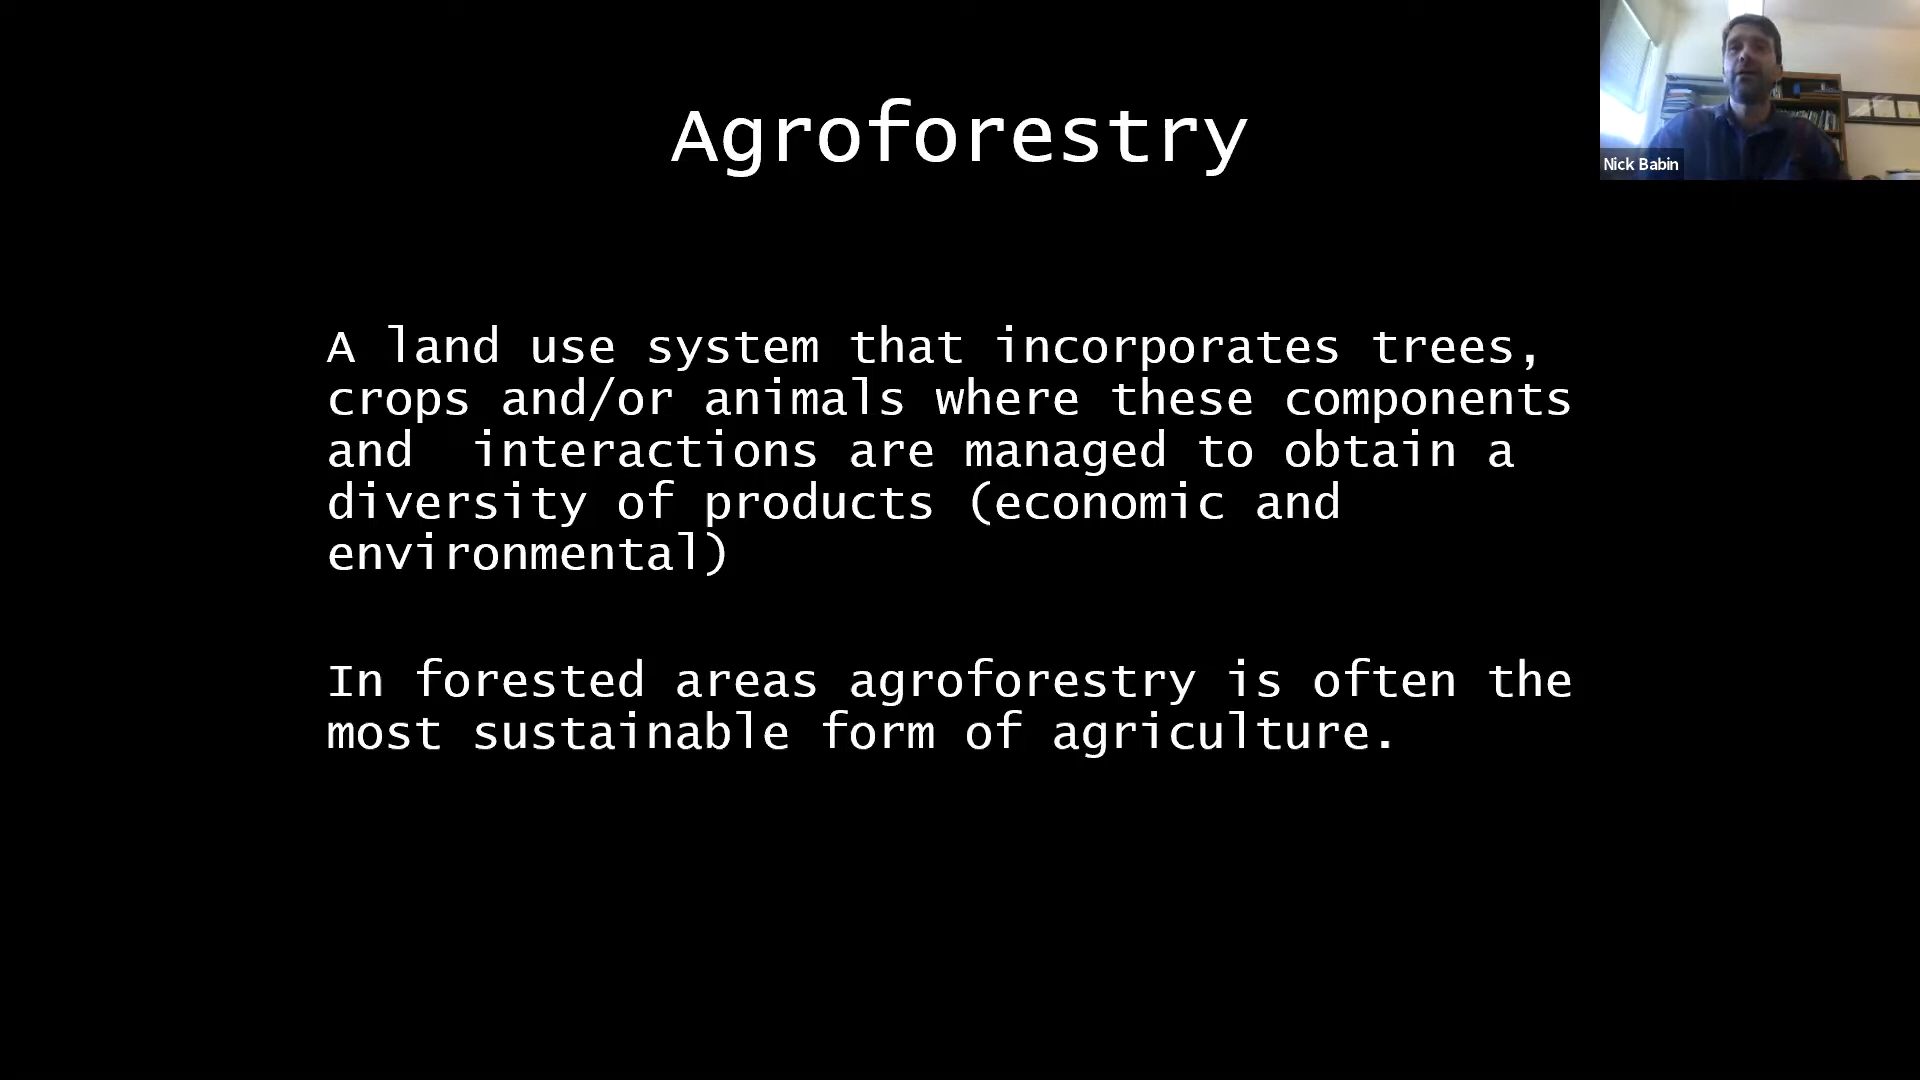 Agroforestry
Nick Babin
A land use system that incorporates trees,
crops and/or animals where these components
and  interactions are managed to obtain a
diversity of products (economic and
environmental)
In forested areas agroforestry is often the
most sustainable form of agriculture.